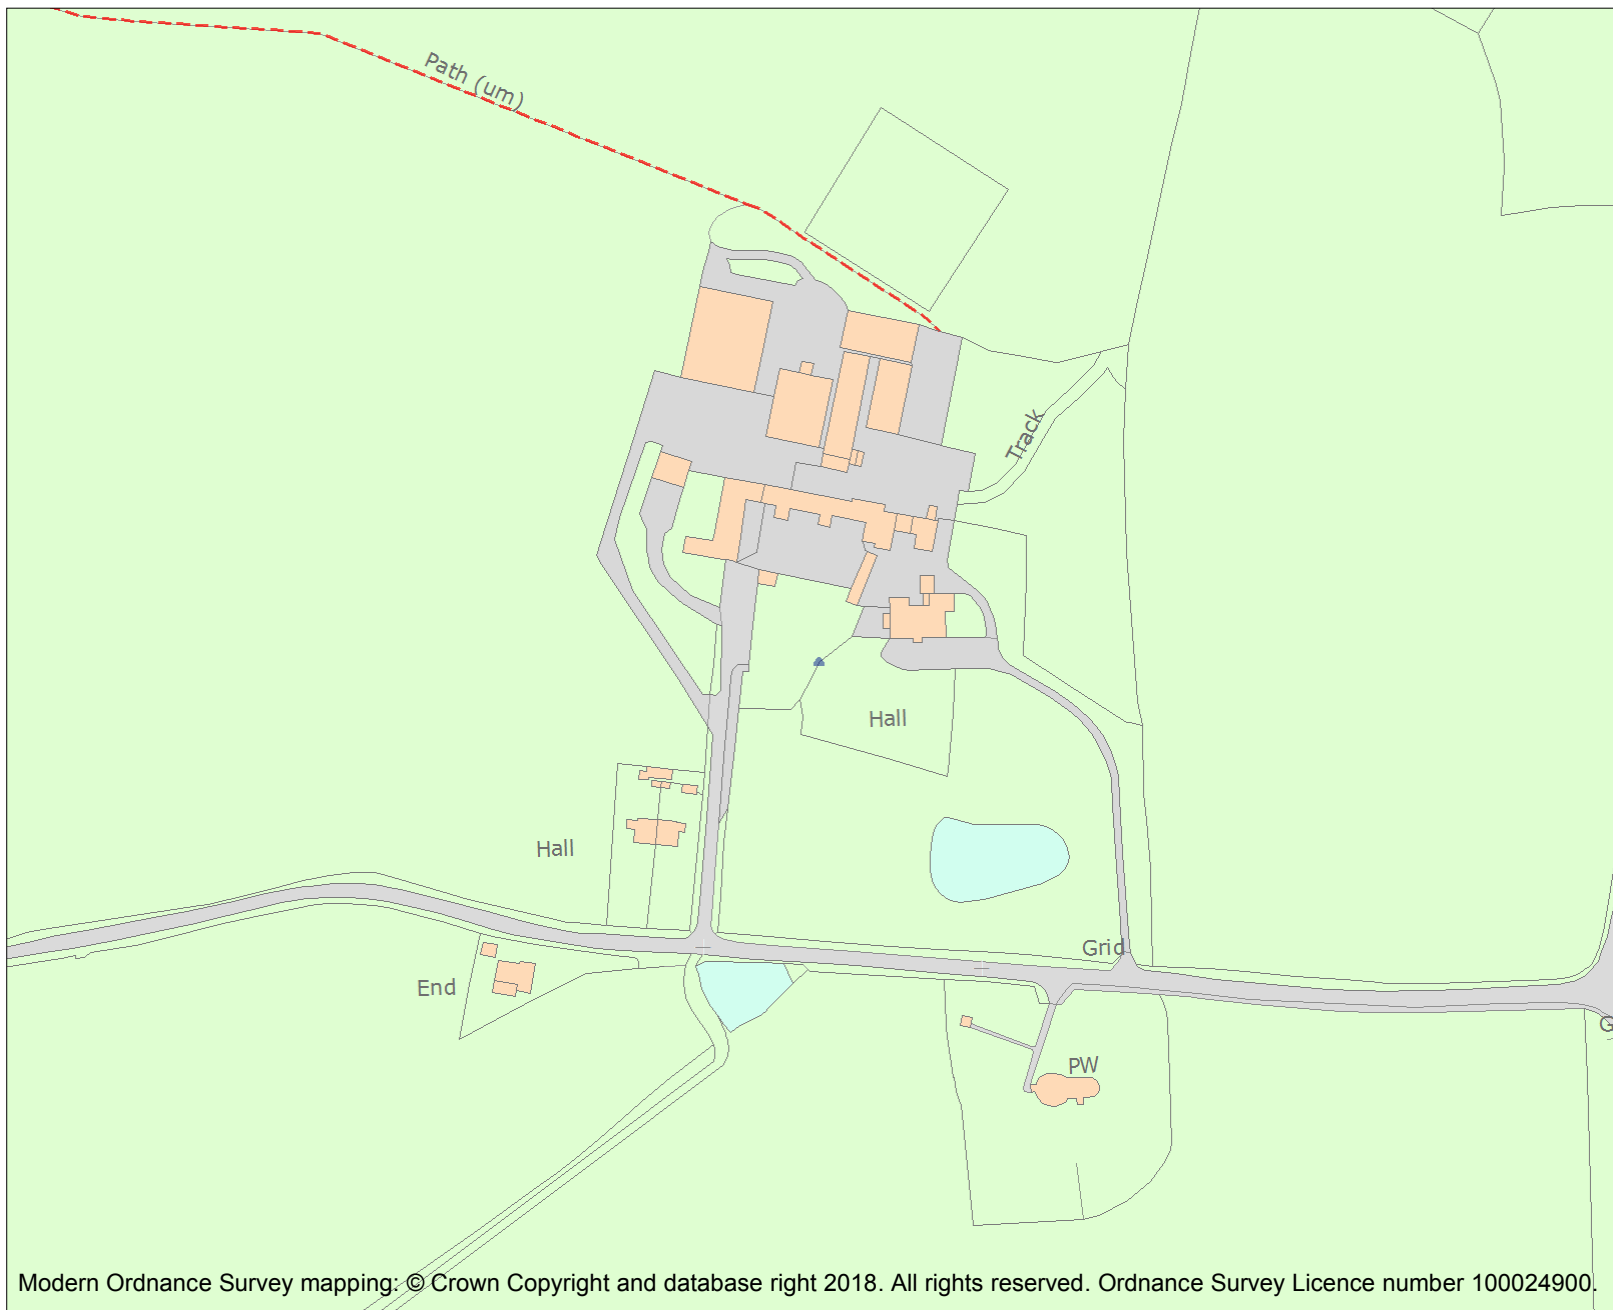 Path (um)
Track
Hall
Hall
Grid
End
G
PW
Modern Ordnance Survey mapping: © Crown Copyright and database right 2018. All rights reserved. Ordnance Survey Licence number 100024900.